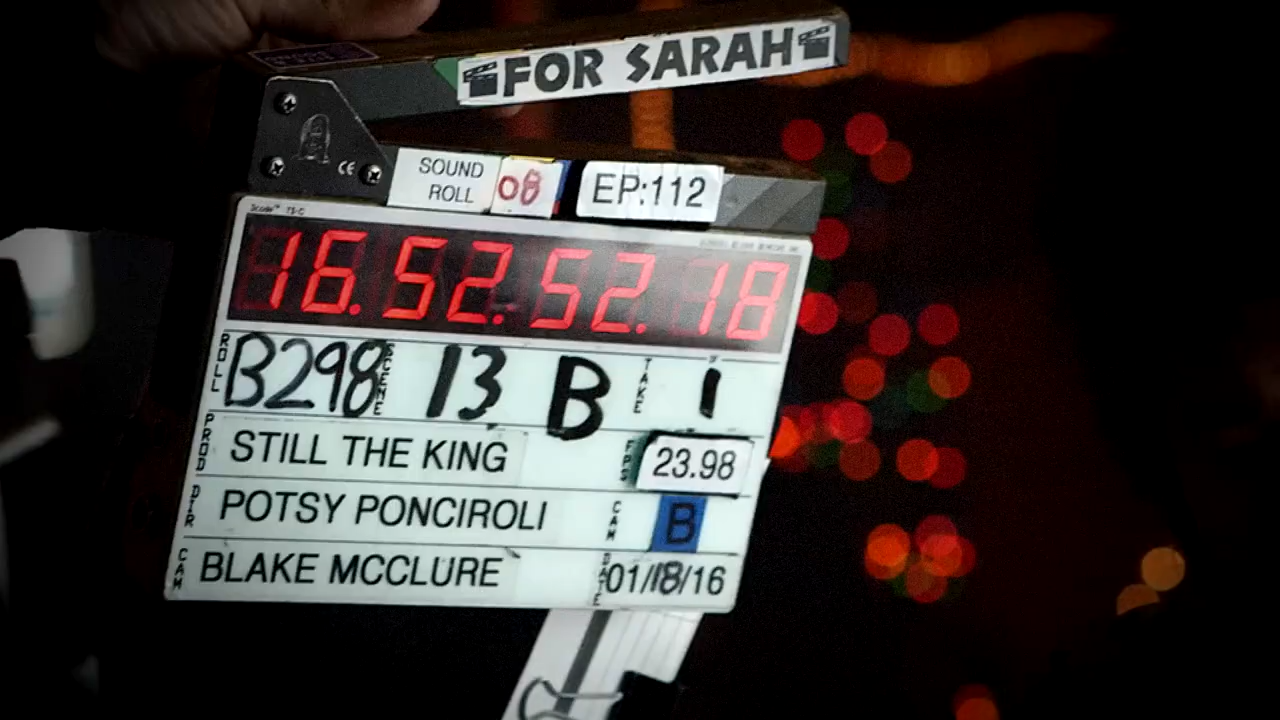 FOR SARAH
SOUND ROLL 08 EP:112
16.52.52.18
ROLL B298 SCENE 13 B TAKE 1
PROD STILL THE KING FPS 23.98
DIR POTSY PONCIROLI CAM B
CAM BLAKE MCCLURE DATE 01/18/16